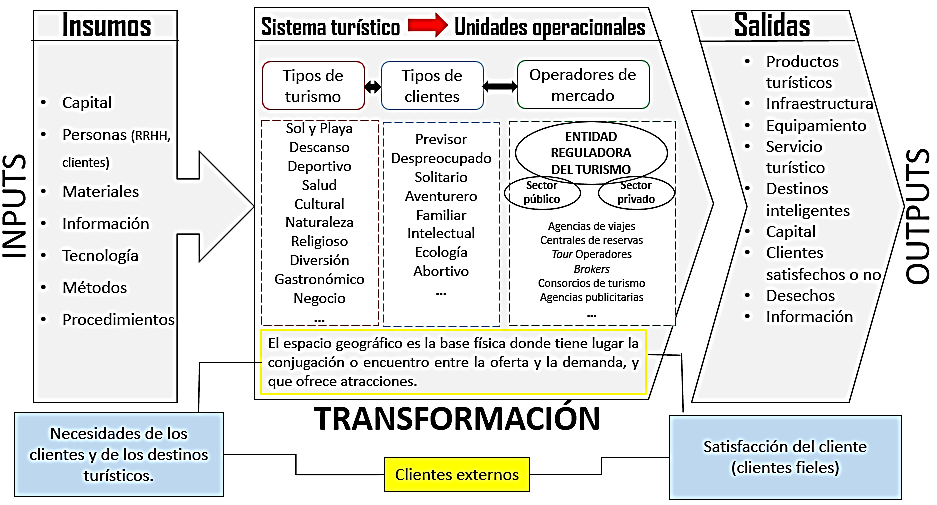 INPUTS
Insumos
• Capital
• Personas (RRHH,
clientes)
• Materiales
• Información
• Tecnología
• Métodos
• Procedimientos
Sistema turístico
Unidades operacionales
Tipos de
turismo
Tipos de
clientes
Operadores de
mercado
Sol y Playa
Descanso
Deportivo
Salud
Cultural
Naturaleza
Religioso
Diversión
Gastronómico
Negocio
...
Previsor
Despreocupado
Solitario
Aventurero
Familiar
Intelectual
Ecología
Abortivo
...
ENTIDAD
REGULADORA
DEL TURISMO
Sector
público
Sector
privado
Agencias de viajes
Centrales de reservas
Tour Operadores
Brokers
Consorcios de turismo
Agencias publicitarias
...
El espacio geográfico es la base física donde tiene lugar la
conjugación o encuentro entre la oferta y la demanda, y
que ofrece atracciones.
TRANSFORMACIÓN
Salidas
• Productos
turísticos
• Infraestructura
• Equipamiento
• Servicio
turístico
• Destinos
inteligentes
• Capital
• Clientes
satisfechos o no
• Desechos
• Información
OUTPUTS
Necesidades de los
clientes y de los destinos
turísticos.
Clientes externos
Satisfacción del cliente
(clientes fieles)